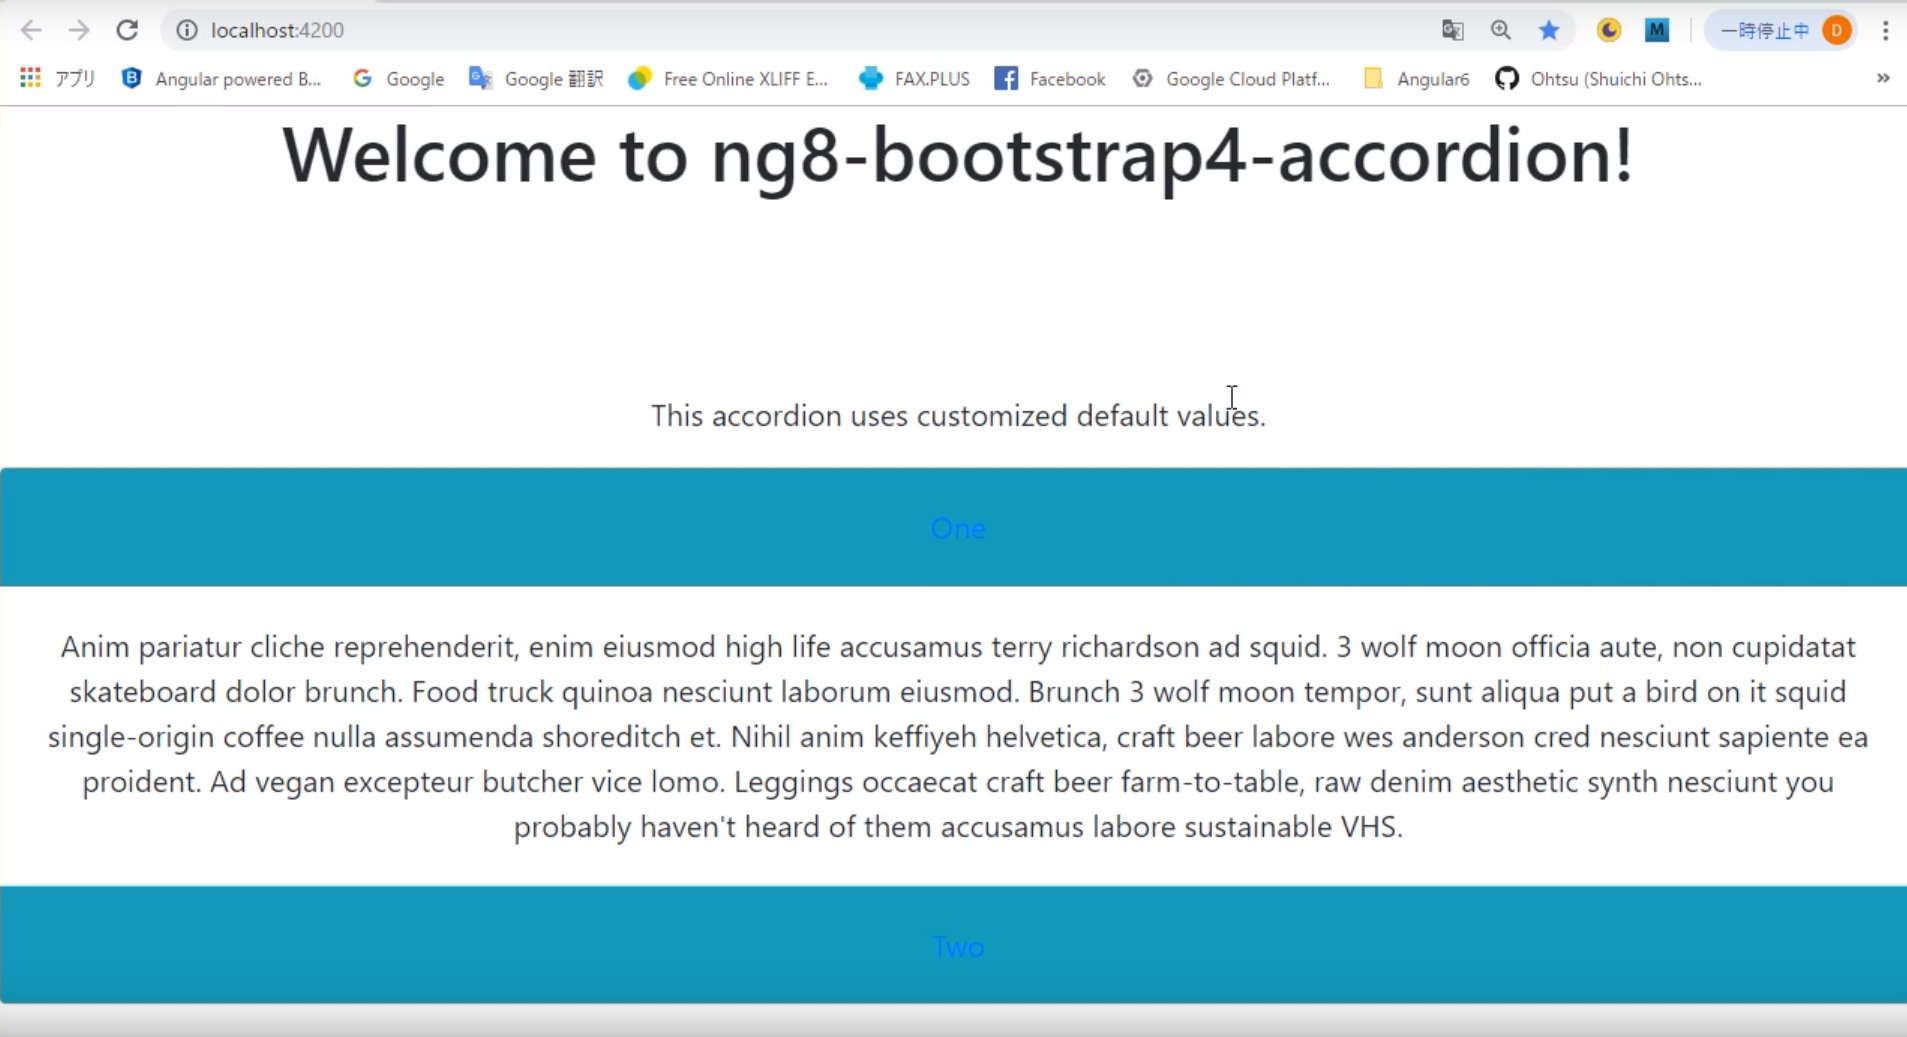 localhost:4200
M
一時停止中
D
アプリ
B
Angular powered B...
G
Google
Google 翻訳
Free Online XLIFF E...
FAX.PLUS
Facebook
Google Cloud Platf...
Angular6
Ohtsu (Shuichi Ohts...
»
Welcome to ng8-bootstrap4-accordion!
This accordion uses customized default values.
One
Anim pariatur cliche reprehenderit, enim eiusmod high life accusamus terry richardson ad squid. 3 wolf moon officia aute, non cupidatat
skateboard dolor brunch. Food truck quinoa nesciunt laborum eiusmod. Brunch 3 wolf moon tempor, sunt aliqua put a bird on it squid
single-origin coffee nulla assumenda shoreditch et. Nihil anim keffiyeh helvetica, craft beer labore wes anderson cred nesciunt sapiente ea
proident. Ad vegan excepteur butcher vice lomo. Leggings occaecat craft beer farm-to-table, raw denim aesthetic synth nesciunt you
probably haven't heard of them accusamus labore sustainable VHS.
Two